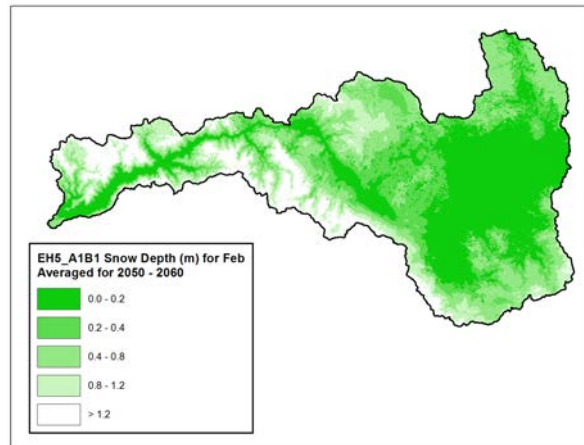 EH5_A1B1 Snow Depth (m) for Feb
Averaged for 2050 - 2060
0.0 - 0.2
0.2 - 0.4
0.4 - 0.8
0.8 - 1.2
> 1.2